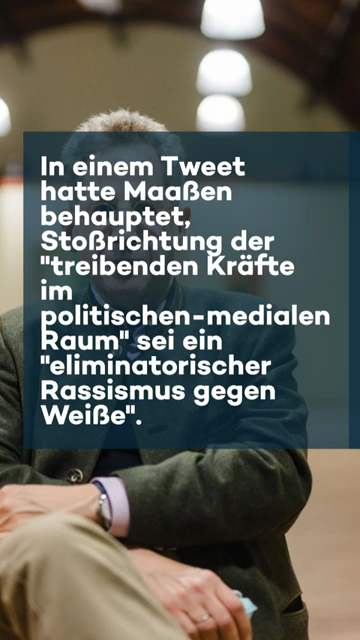 In einem Tweet
hatte Maaßen
behauptet,
Stoßrichtung der
"treibenden Kräfte
im
politischen-medialen
Raum" sei ein
"eliminatorischer
Rassismus gegen
Weiße".